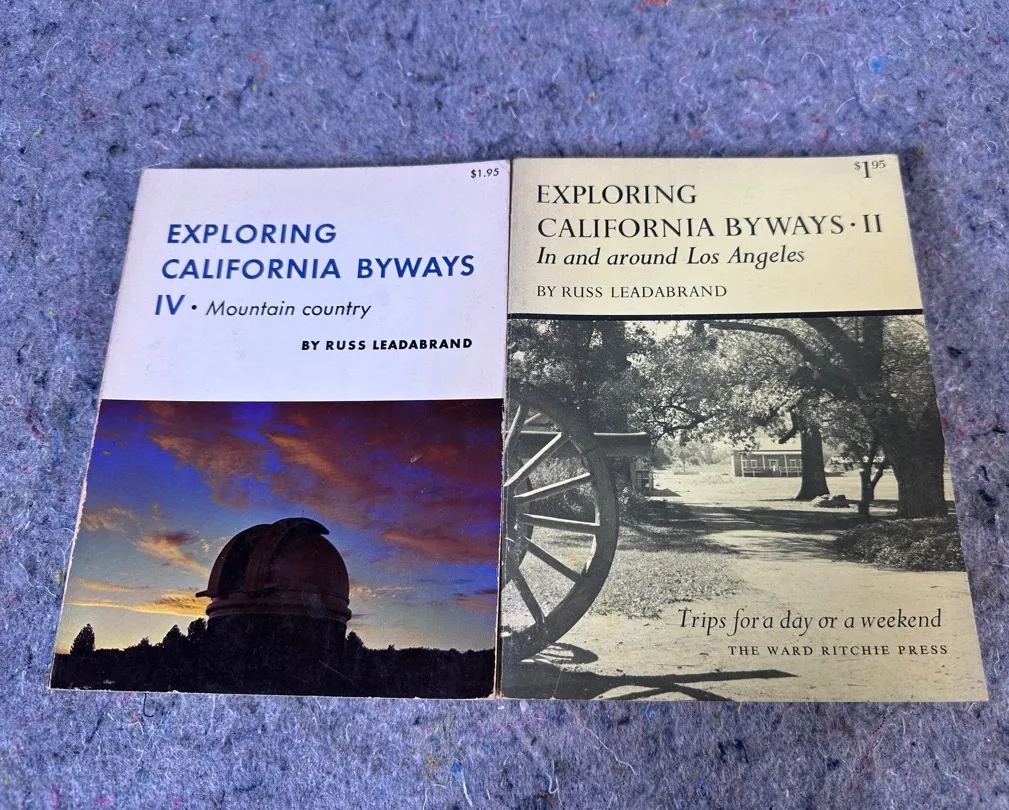 $1.95
EXPLORING
CALIFORNIA BYWAYS
IV • Mountain country
BY RUSS LEADABRAND
$1.95
EXPLORING
CALIFORNIA BYWAYS · II
In and around Los Angeles
BY RUSS LEADABRAND
Trips for a day or a weekend
THE WARD RITCHIE PRESS